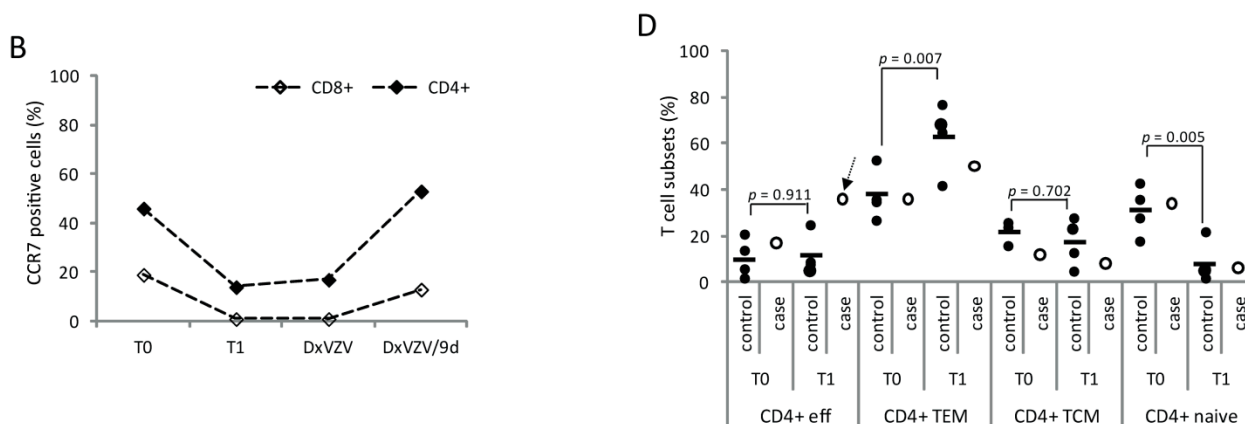 B
CD8+ CD4+
CCR7 positive cells (%)
100
80
60
40
20
0
T0 T1 DxVZV DxVZV/9d
D
T cell subsets (%)
100
80
60
40
20
0
p = 0.911
p = 0.007
p = 0.702
p = 0.005
control case control case control case control case control case control case control case control case
T0 T1 T0 T1 T0 T1 T0 T1
CD4+ eff CD4+ TEM CD4+ TCM CD4+ naive